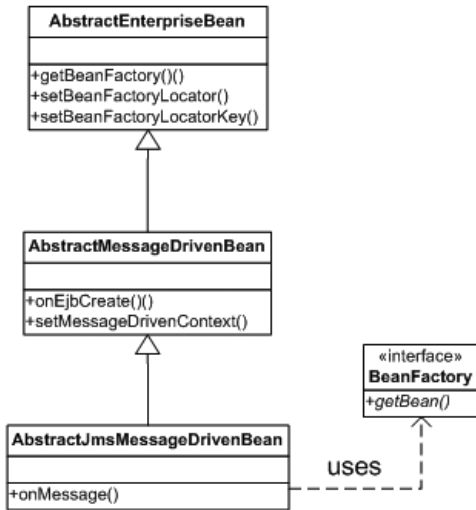 AbstractEnterpriseBean
+getBeanFactory()()
+setBeanFactoryLocator()
+setBeanFactoryLocatorKey()
AbstractMessageDrivenBean
+onEjbCreate()()
+setMessageDrivenContext()
«interface»
BeanFactory
+getBean()
AbstractJmsMessageDrivenBean
uses
+onMessage()